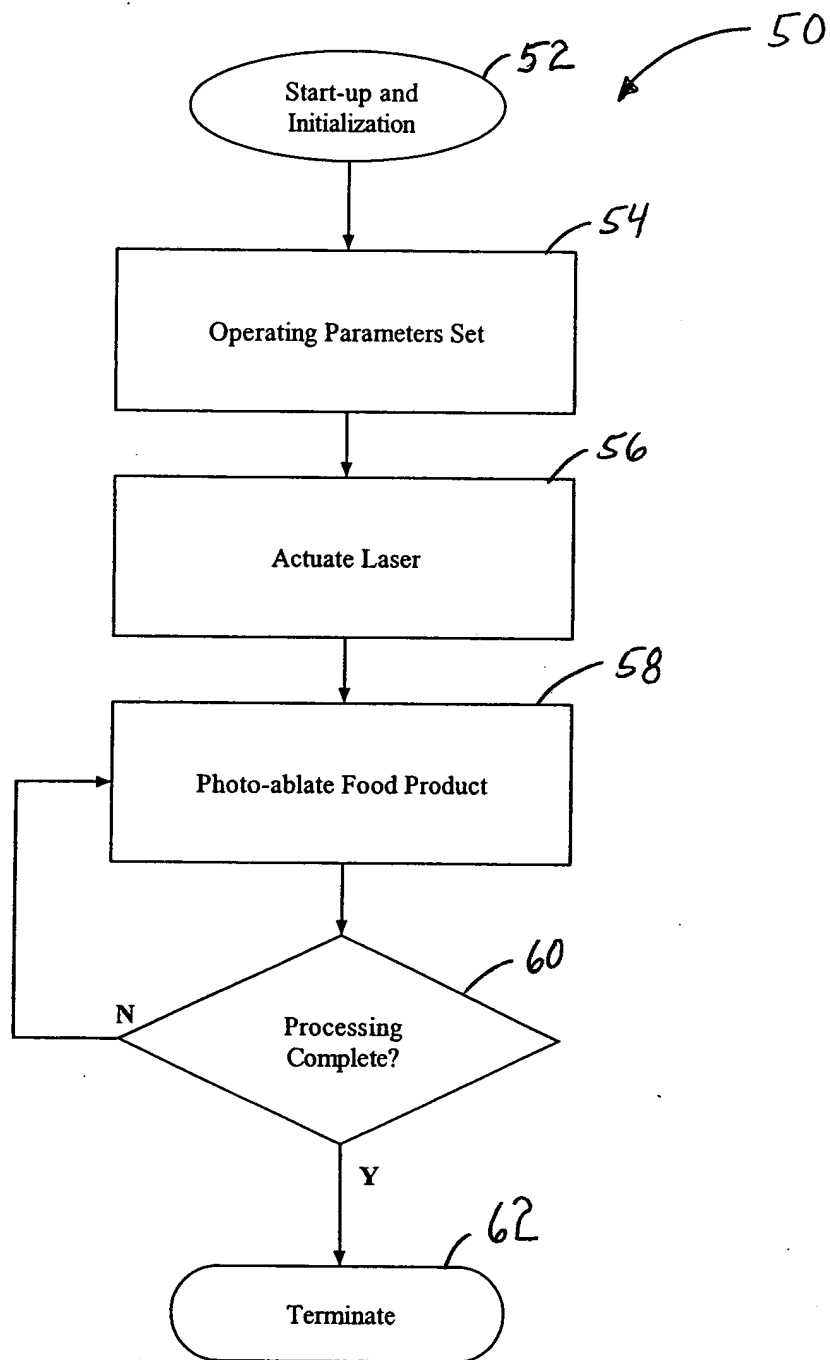 50
52
Start-up and
Initialization
54
Operating Parameters Set
56
Actuate Laser
58
Photo-ablate Food Product
60
N
Processing
Complete?
Y
62
Terminate